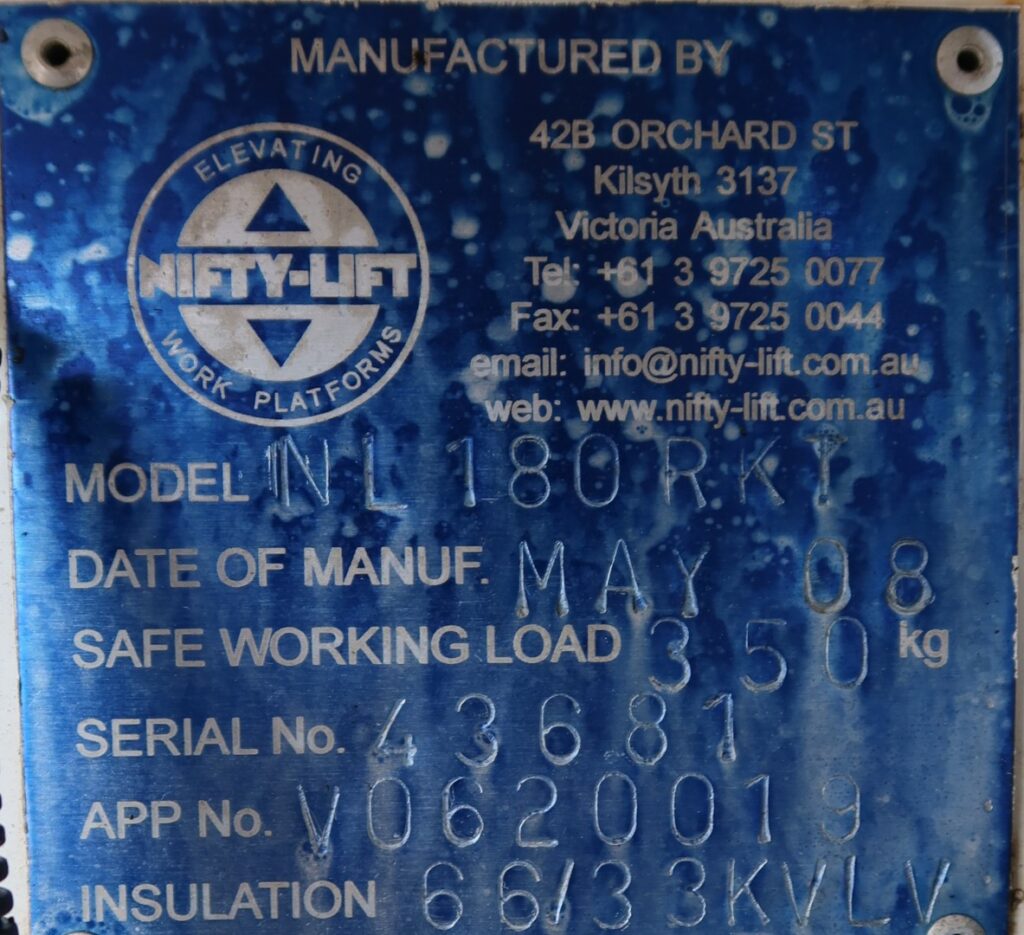 MANUFACTURED BY
ELEVATING
NIFTY-LIFT
WORK PLATFORMS
42B ORCHARD ST
Kilsyth 3137
Victoria Australia
Tel: +61 3 9725 0077
Fax: +61 3 9725 0044
email: info@nifty-lift.com.au
web: www.nifty-lift.com.au
MODEL NL180RKT
DATE OF MANUF. MAY 08
SAFE WORKING LOAD 350 kg
SERIAL No. 43681
APP No. V0620019
INSULATION 66/33KVLV